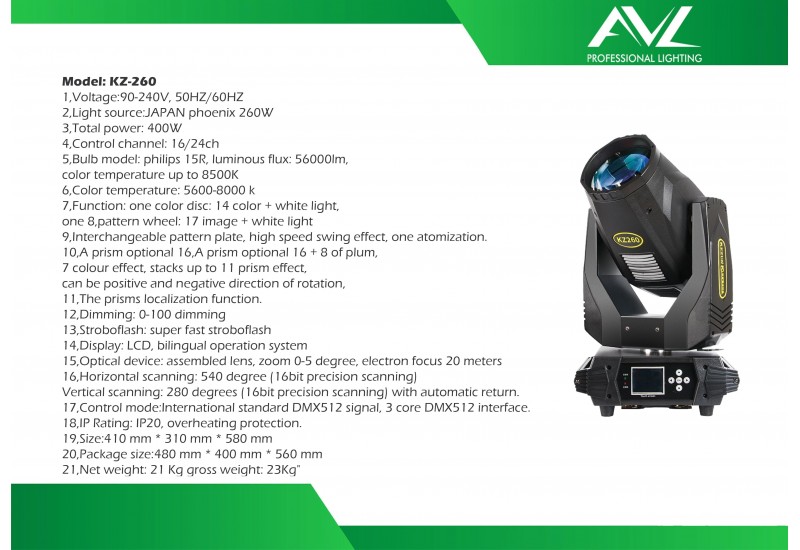 AVL
PROFESSIONAL LIGHTING
Model: KZ-260
1,Voltage:90-240V, 50HZ/60HZ
2,Light source:JAPAN phoenix 260W
3,Total power: 400W
4,Control channel: 16/24ch
5,Bulb model: philips 15R, luminous flux: 56000lm,
color temperature up to 8500K
6,Color temperature: 5600-8000 k
7,Function: one color disc: 14 color + white light,
one 8,pattern wheel: 17 image + white light
9,Interchangeable pattern plate, high speed swing effect, one atomization.
10,A prism optional 16,A prism optional 16 + 8 of plum,
7 colour effect, stacks up to 11 prism effect,
can be positive and negative direction of rotation,
11,The prisms localization function.
12,Dimming: 0-100 dimming
13,Stroboflash: super fast stroboflash
14,Display: LCD, bilingual operation system
15,Optical device: assembled lens, zoom 0-5 degree, electron focus 20 meters
16,Horizontal scanning: 540 degree (16bit precision scanning)
Vertical scanning: 280 degrees (16bit precision scanning) with automatic return.
17,Control mode:International standard DMX512 signal, 3 core DMX512 interface.
18,IP Rating: IP20, overheating protection.
19,Size:410 mm * 310 mm * 580 mm
20,Package size:480 mm * 400 mm * 560 mm
21,Net weight: 21 Kg gross weight: 23Kg"
KZ260